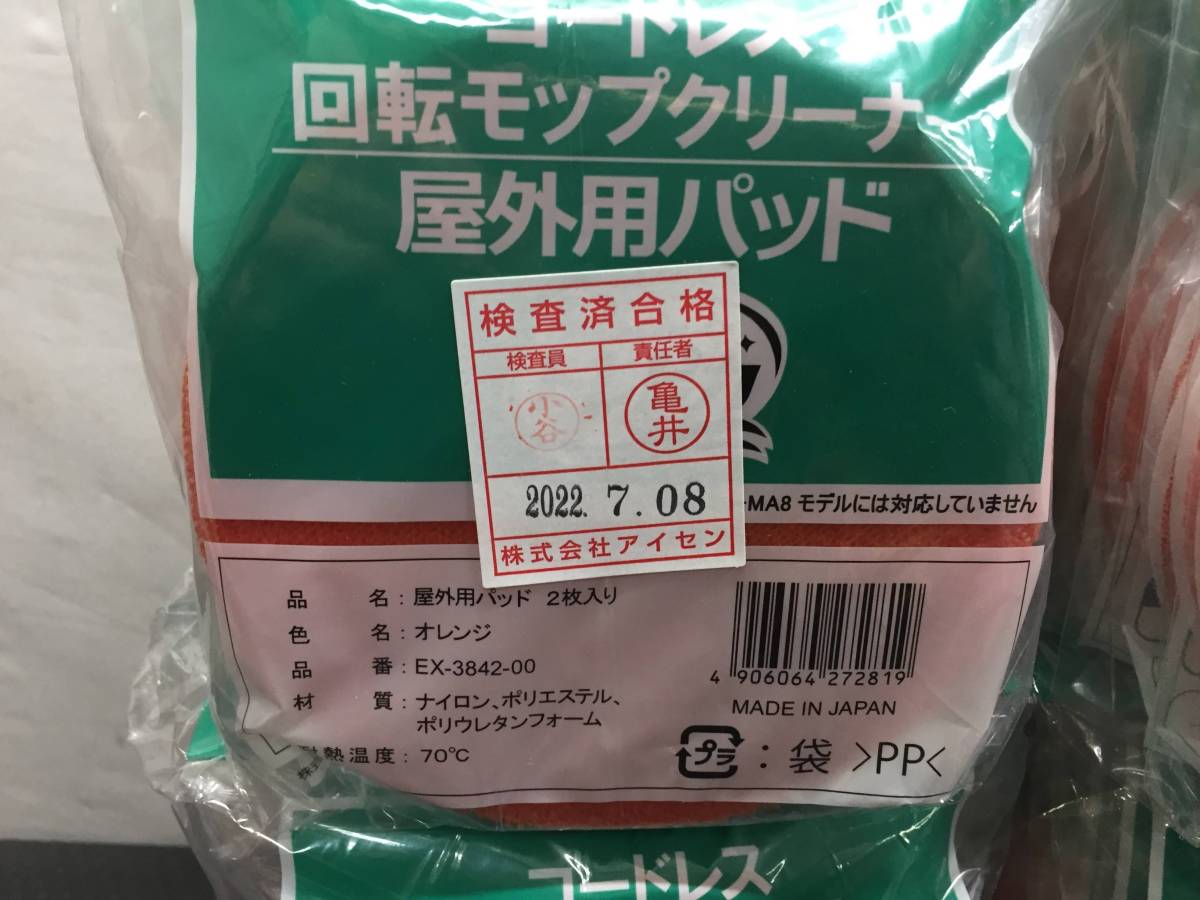 コードレス
回転モップクリーナ
屋外用パッド
検査済合格
検査員 責任者
小谷 亀井
2022. 7. 08
株式会社アイセン
-MA8 モデルには対応していません
品 名：屋外用パッド 2枚入り
色 名：オレンジ
品 番：EX-3842-00
材 質：ナイロン、ポリエステル、
ポリウレタンフォーム
耐熱温度：70℃
株式
4 906064 272819
MADE IN JAPAN
プラ：袋 >PP<
コードレス